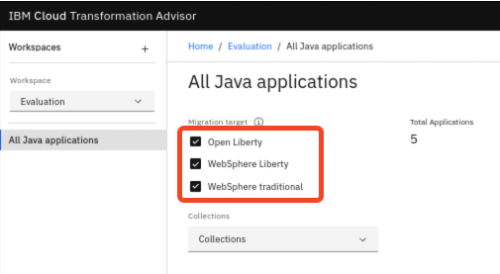 IBM Cloud Transformation Advisor
Workspaces +
Workspace
Evaluation
All Java applications
Home / Evaluation / All Java applications
All Java applications
Migration target
Open Liberty
WebSphere Liberty
WebSphere traditional
Total Applications
5
Collections
Collections